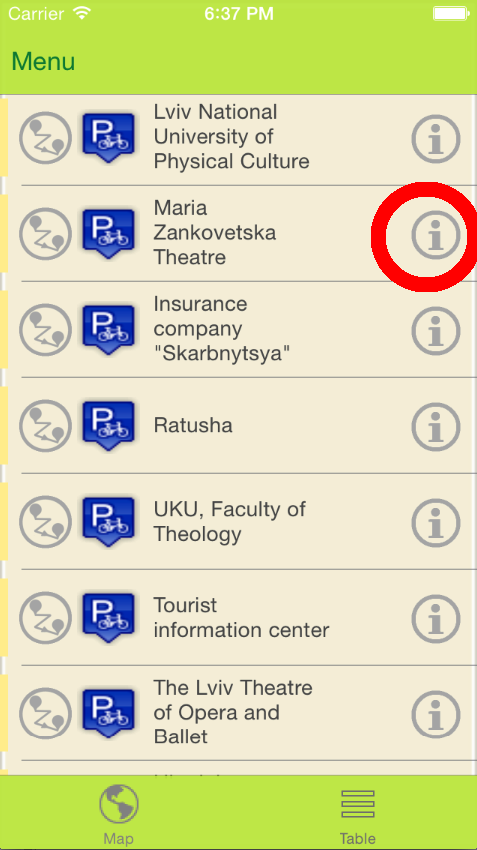 Carrier 6:37 PM
Menu
P
Lviv National
University of
Physical Culture
i
P
Maria
Zankovetska
Theatre
i
P
Insurance
company
"Skarbnytsya"
i
P
Ratusha
i
P
UKU, Faculty of
Theology
i
P
Tourist
information center
i
P
The Lviv Theatre
of Opera and
Ballet
i
Map
Table